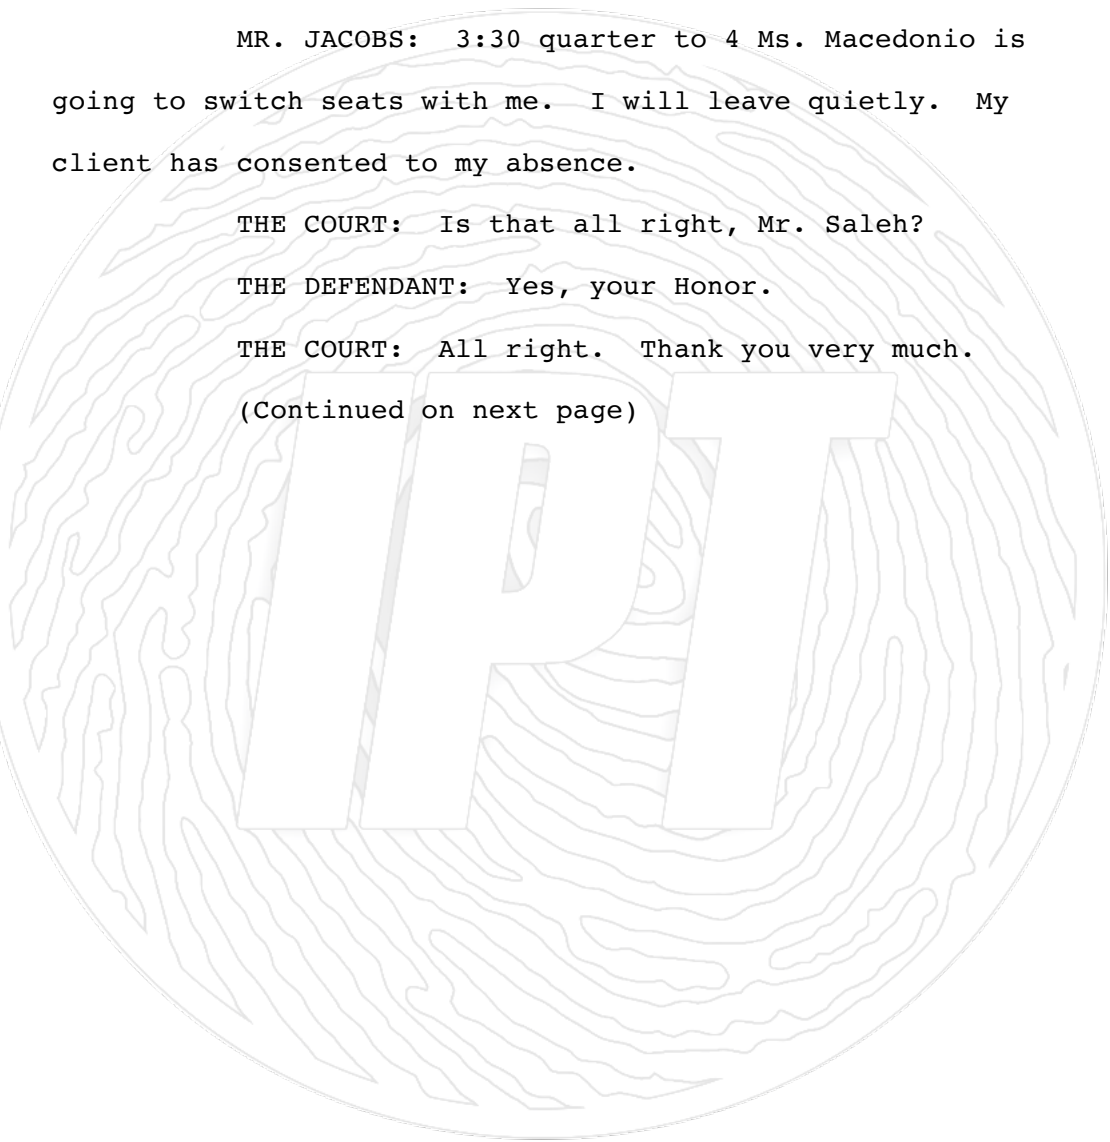 MR. JACOBS:  3:30 quarter to 4 Ms. Macedonio is
going to switch seats with me.  I will leave quietly.  My
client has consented to my absence.
THE COURT:  Is that all right, Mr. Saleh?
THE DEFENDANT:  Yes, your Honor.
THE COURT:  All right.  Thank you very much.
(Continued on next page)
IPT